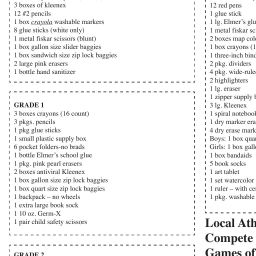 3 boxes of kleenex
12 #2 pencils
1 box crayola washable markers
8 glue sticks (white only)
1 metal fiskar scissors (blunt)
1 box gallon size slider baggies
1 box sandwich size zip lock baggies
2 large pink erasers
1 bottle hand sanitizer
GRADE 1
3 boxes crayons (16 count)
3 pkgs. pencils
1 pkg glue sticks
1 small plastic supply box
6 pocket folders-no brads
1 bottle Elmer's school glue
1 pkg. pink pearl erasers
2 boxes antiviral Kleenex
1 box gallon size zip lock baggies
1 box quart size zip lock baggies
1 backpack – no wheels
1 extra large book sock
1 10 oz. Germ-X
1 pair child safety scissors
GRADE 2
12 red pens
1 glue stick
1 lg. Elmer's glu
1 metal fiskar sc
2 boxes map col
1 box crayons (1
1 three-inch bind
2 pkg. dividers
4 pkg. wide-rule
2 highlighters
1 lg. eraser
1 zipper supply b
3 lg. Kleenex
1 spiral notebook
1 dry marker era
4 dry erase mark
Boys: 1 box quar
Girls: 1 box gall
1 box bandaids
5 book socks
1 art tablet
1 set watercolor
1 ruler – with ce
1 pkg. washable
Local Ath
Compete
Games of